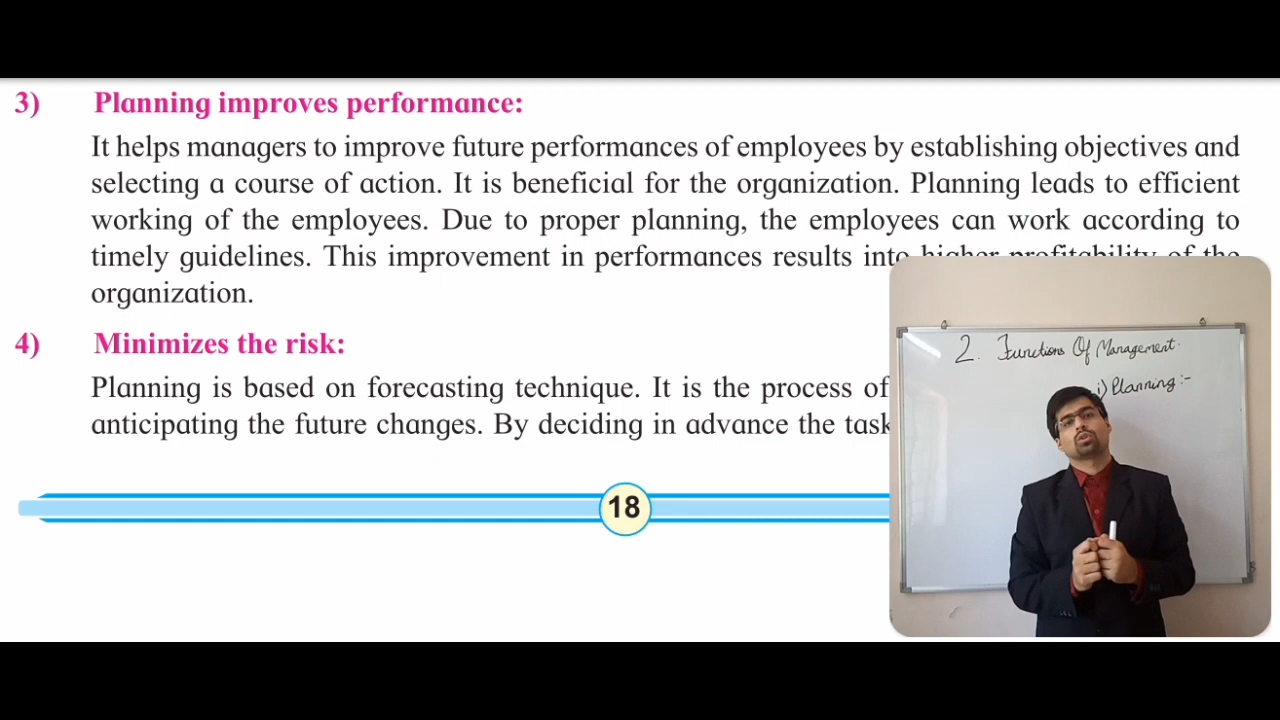 3) Planning improves performance:
It helps managers to improve future performances of employees by establishing objectives and
selecting a course of action. It is beneficial for the organization. Planning leads to efficient
working of the employees. Due to proper planning, the employees can work according to
timely guidelines. This improvement in performances results into higher profitability of the
organization.
4) Minimizes the risk:
Planning is based on forecasting technique. It is the process of
anticipating the future changes. By deciding in advance the task
18
2. Functions Of Management.
i) Planning :-